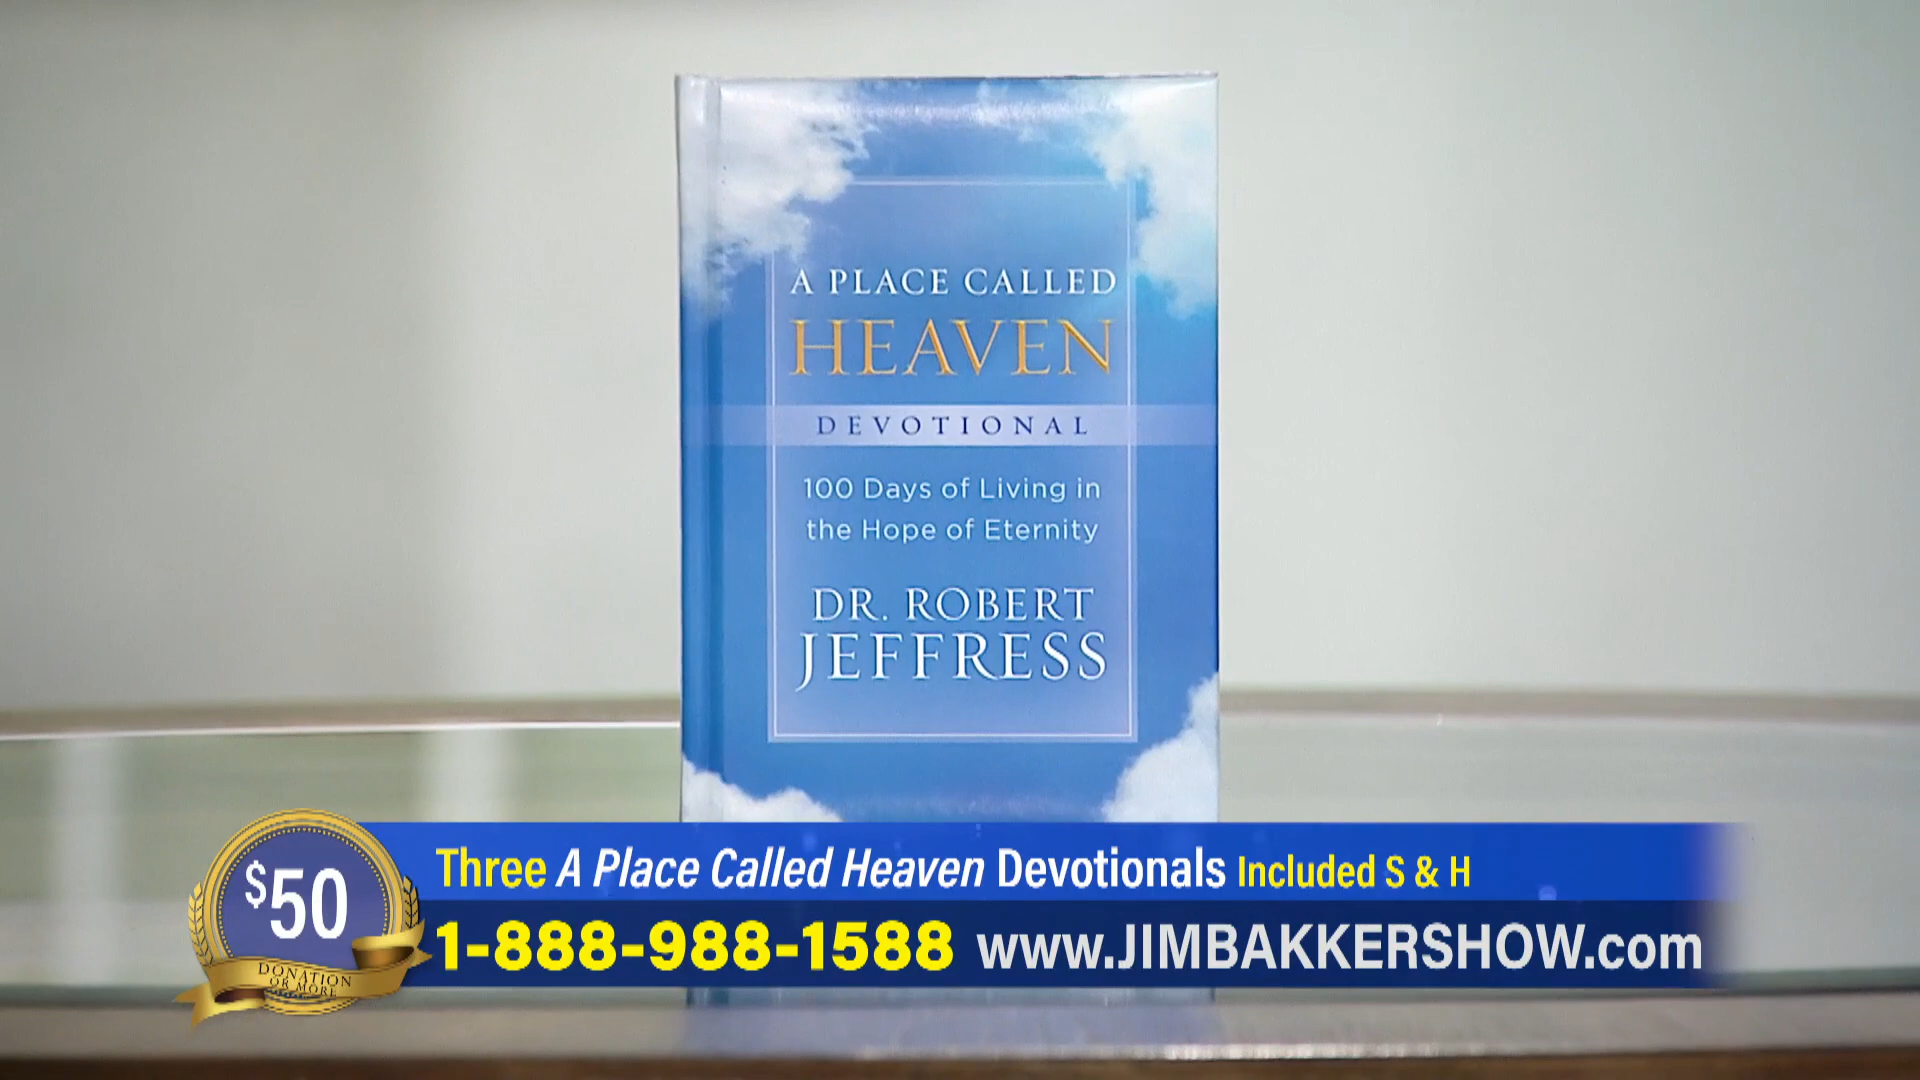 A PLACE CALLED
HEAVEN
DEVOTIONAL
100 Days of Living in
the Hope of Eternity
DR. ROBERT
JEFFRESS
$50
DONATION
OR MORE
Three A Place Called Heaven Devotionals Included S & H
1-888-988-1588 www.JIMBAKKERSHOW.com